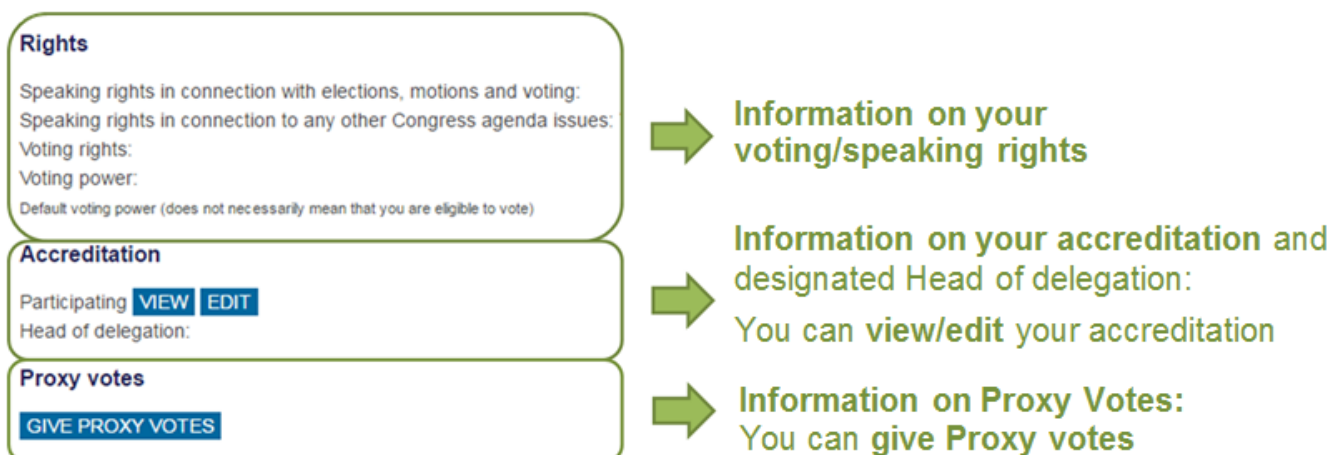 Rights
Speaking rights in connection with elections, motions and voting:
Speaking rights in connection to any other Congress agenda issues:
Voting rights:
Voting power:
Default voting power (does not necessarily mean that you are eligible to vote)
Information on your
voting/speaking rights
Accreditation
Participating VIEW EDIT
Head of delegation:
Information on your accreditation and
designated Head of delegation:
You can view/edit your accreditation
Proxy votes
GIVE PROXY VOTES
Information on Proxy Votes:
You can give Proxy votes